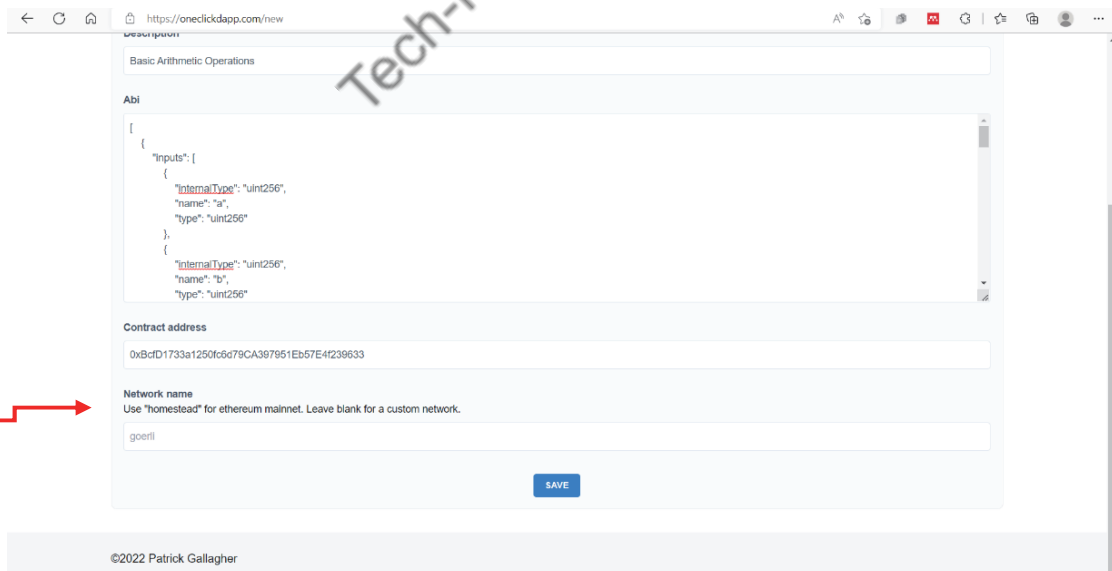 https://oneclickdapp.com/new
Description
Basic Arithmetic Operations
Abi
[
{
"inputs": [
{
"internalType": "uint256",
"name": "a",
"type": "uint256"
},
{
"internalType": "uint256",
"name": "b",
"type": "uint256"
Contract address
0xBcfD1733a1250fc6d79CA397951Eb57E4f239633
Network name
Use "homestead" for ethereum mainnet. Leave blank for a custom network.
goerli
SAVE
©2022 Patrick Gallagher